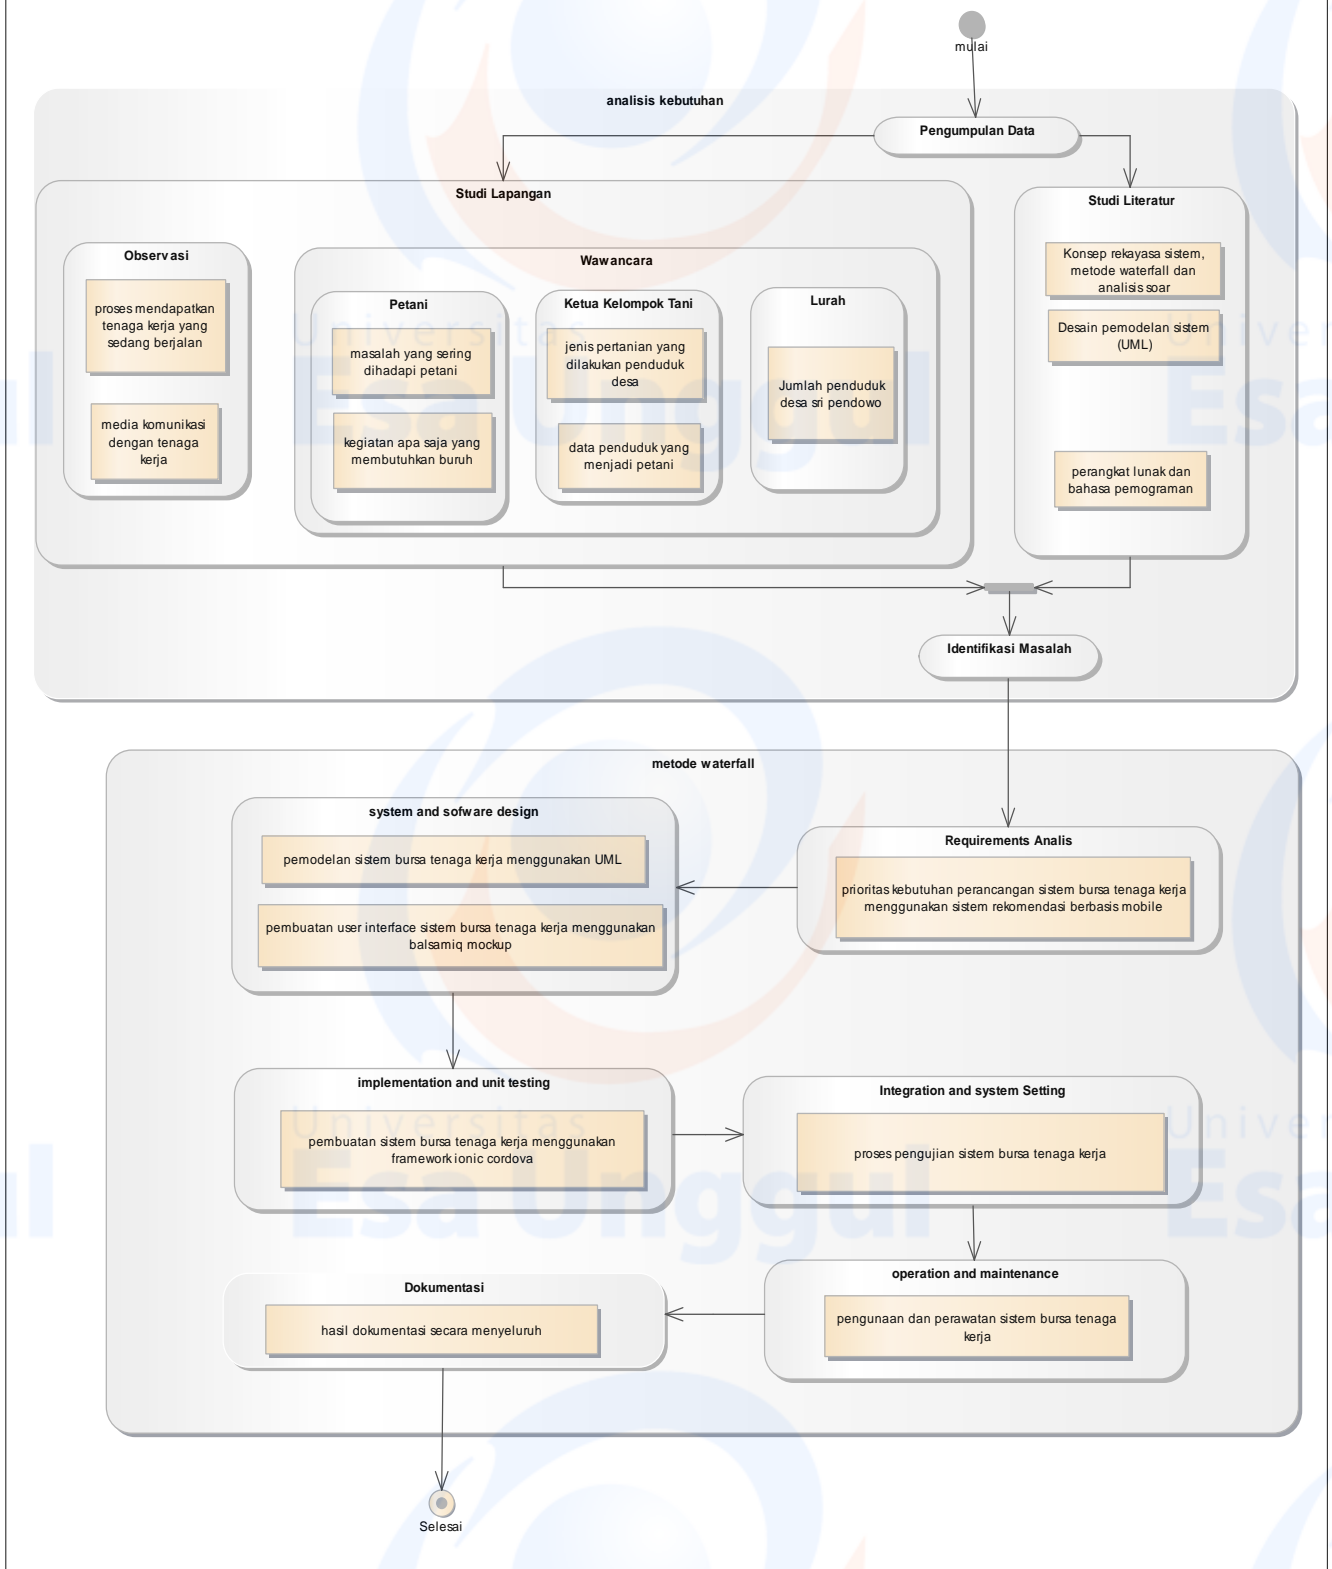 mulai
analisis kebutuhan
Pengumpulan Data
Studi Lapangan
Observasi
proses mendapatkan
tenaga kerja yang
sedang berjalan
media komunikasi
dengan tenaga
kerja
Wawancara
Petani
masalah yang sering
dihadapi petani
kegiatan apa saja yang
membutuhkan buruh
Ketua Kelompok Tani
jenis pertanian yang
dilakukan penduduk
desa
data penduduk yang
menjadi petani
Lurah
Jumlah penduduk
desa sri pendowo
Studi Literatur
Konsep rekayasa sistem,
metode waterfall dan
analisis soar
Desain pemodelan sistem
(UML)
perangkat lunak dan
bahasa pemograman
Universitas
Esa Unggul
Identifikasi Masalah
metode waterfall
Requirements Analis
prioritas kebutuhan perancangan sistem bursa tenaga kerja
menggunakan sistem rekomendasi berbasis mobile
system and sofware design
pemodelan sistem bursa tenaga kerja menggunakan UML
pembuatan user interface sistem bursa tenaga kerja menggunakan
balsamiq mockup
implementation and unit testing
pembuatan sistem bursa tenaga kerja menggunakan
framework ionic cordova
Integration and system Setting
proses pengujian sistem bursa tenaga kerja
Universitas
Esa Unggul
operation and maintenance
pengunaan dan perawatan sistem bursa tenaga
kerja
Dokumentasi
hasil dokumentasi secara menyeluruh
Selesai